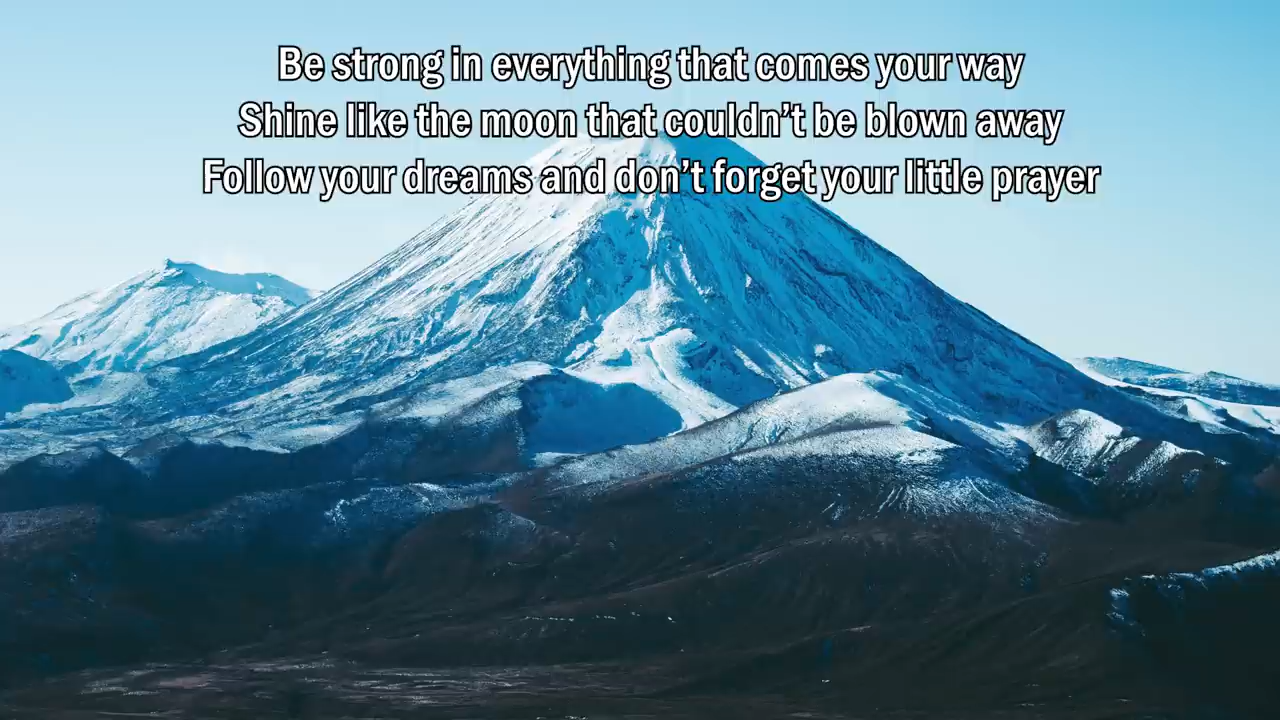 Be strong in everything that comes your way
Shine like the moon that couldn’t be blown away
Follow your dreams and don’t forget your little prayer